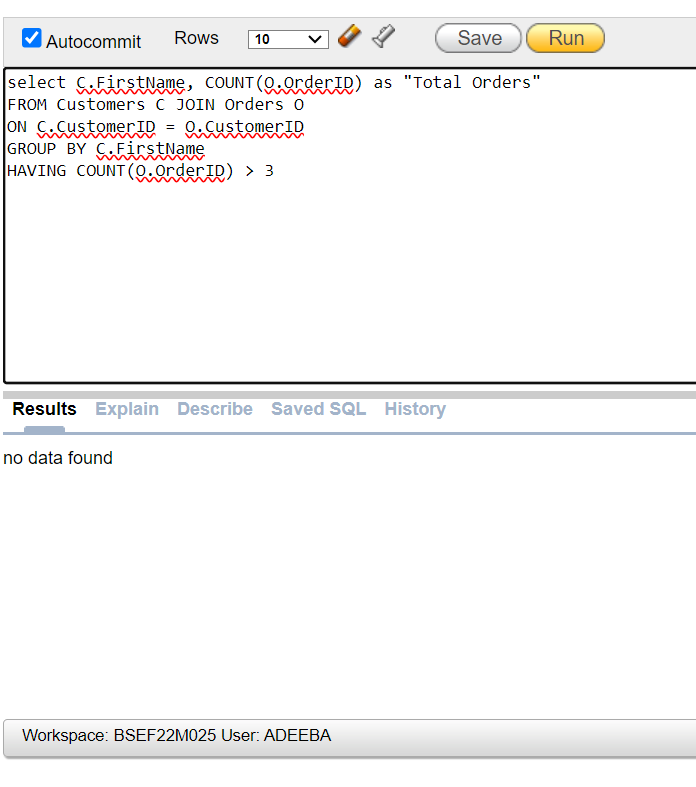 Autocommit Rows 10 Save Run
select C.FirstName, COUNT(O.OrderID) as "Total Orders"
FROM Customers C JOIN Orders O
ON C.CustomerID = O.CustomerID
GROUP BY C.FirstName
HAVING COUNT(O.OrderID) > 3
Results Explain Describe Saved SQL History
no data found
Workspace: BSEF22M025 User: ADEEBA